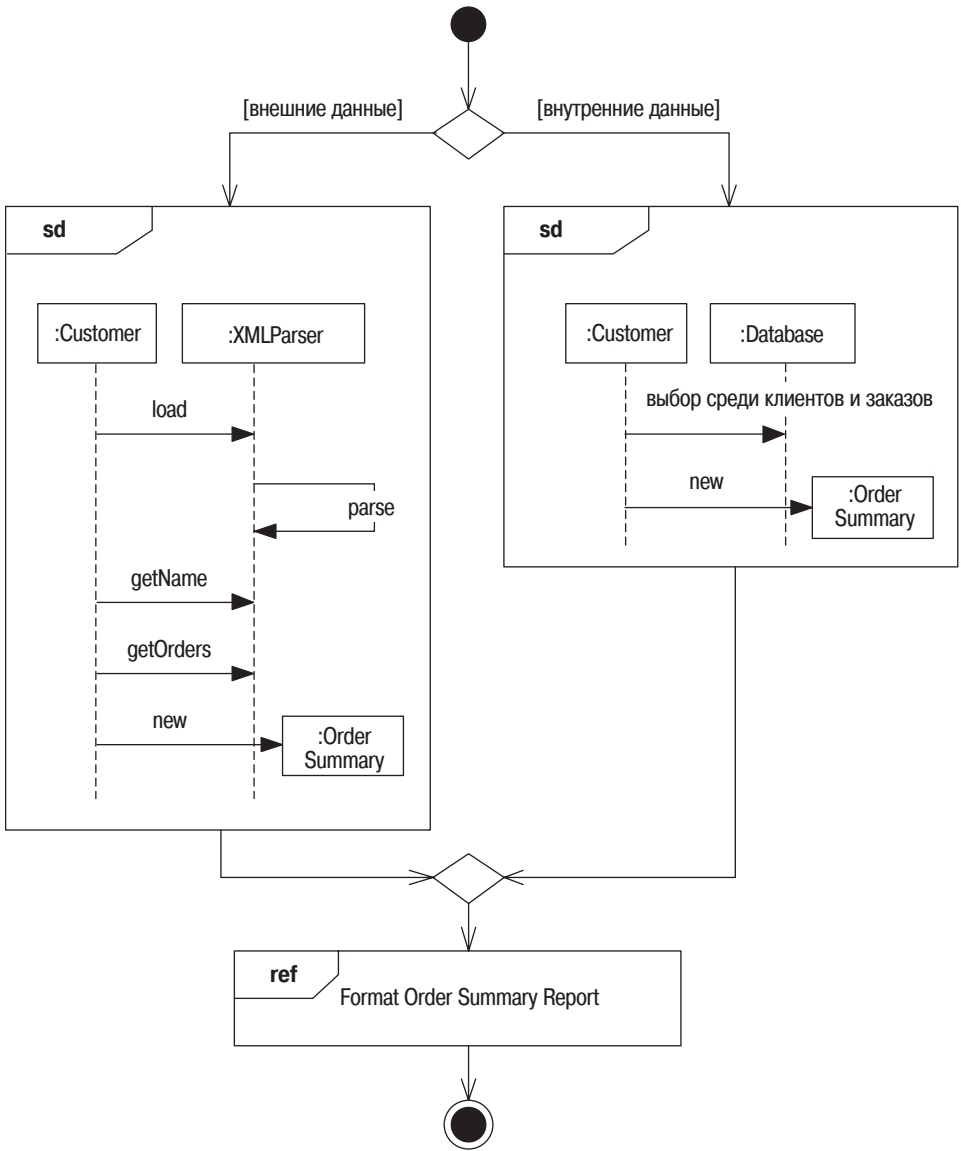 [внешние данные]
[внутренние данные]
sd
:Customer
:XMLParser
load
parse
getName
getOrders
new
:Order
Summary
sd
:Customer
:Database
выбор среди клиентов и заказов
new
:Order
Summary
ref
Format Order Summary Report